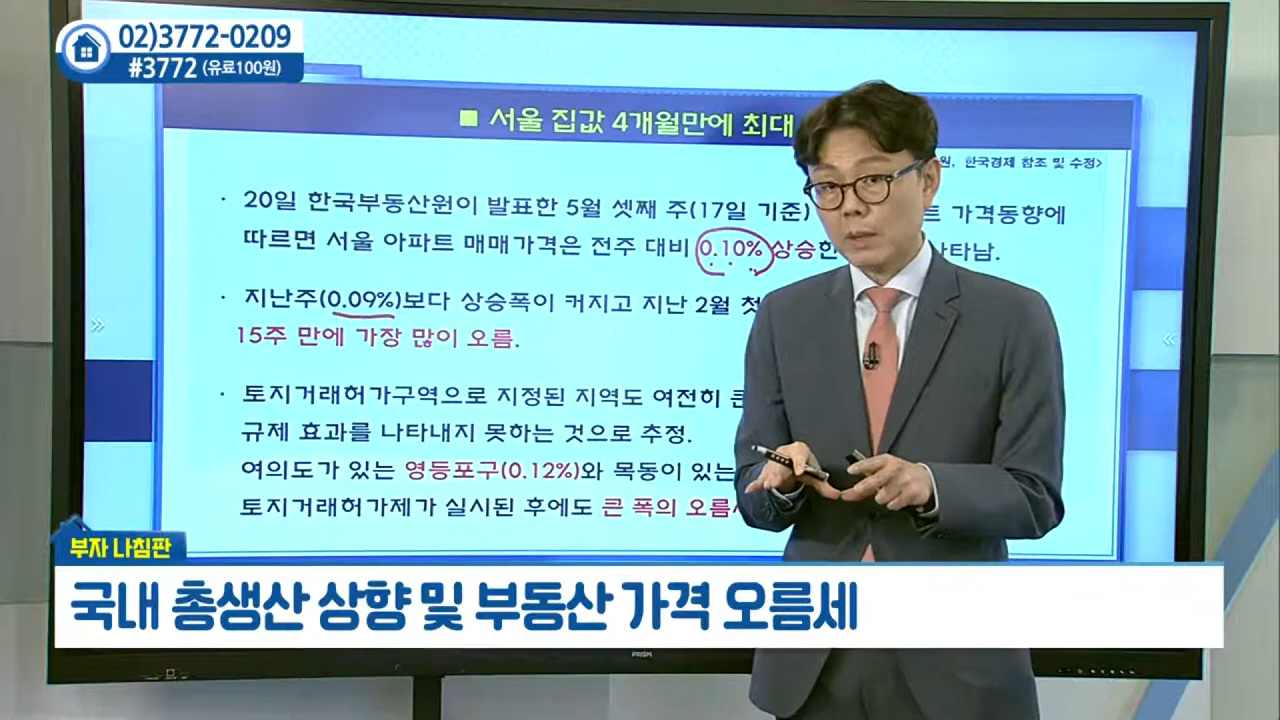 02)3772-0209
#3772 (유료100원)
■ 서울 집값 4개월만에 최대
한국경제 참조 및 수정>
· 20일 한국부동산원이 발표한 5월 셋째 주(17일 기준) 가격동향에
따르면 서울 아파트 매매가격은 전주 대비 0.10% 상승한
· 지난주(0.09%)보다 상승폭이 커지고 지난 2월
15주 만에 가장 많이 오름.
· 토지거래허가구역으로 지정된 지역도 여전히
규제 효과를 나타내지 못하는 것으로 추정.
여의도가 있는 영등포구(0.12%)와 목동이 있는
토지거래허가제가 실시된 후에도 큰 폭의
부자 나침판
국내 총생산 상향 및 부동산 가격 오름세
PRISM